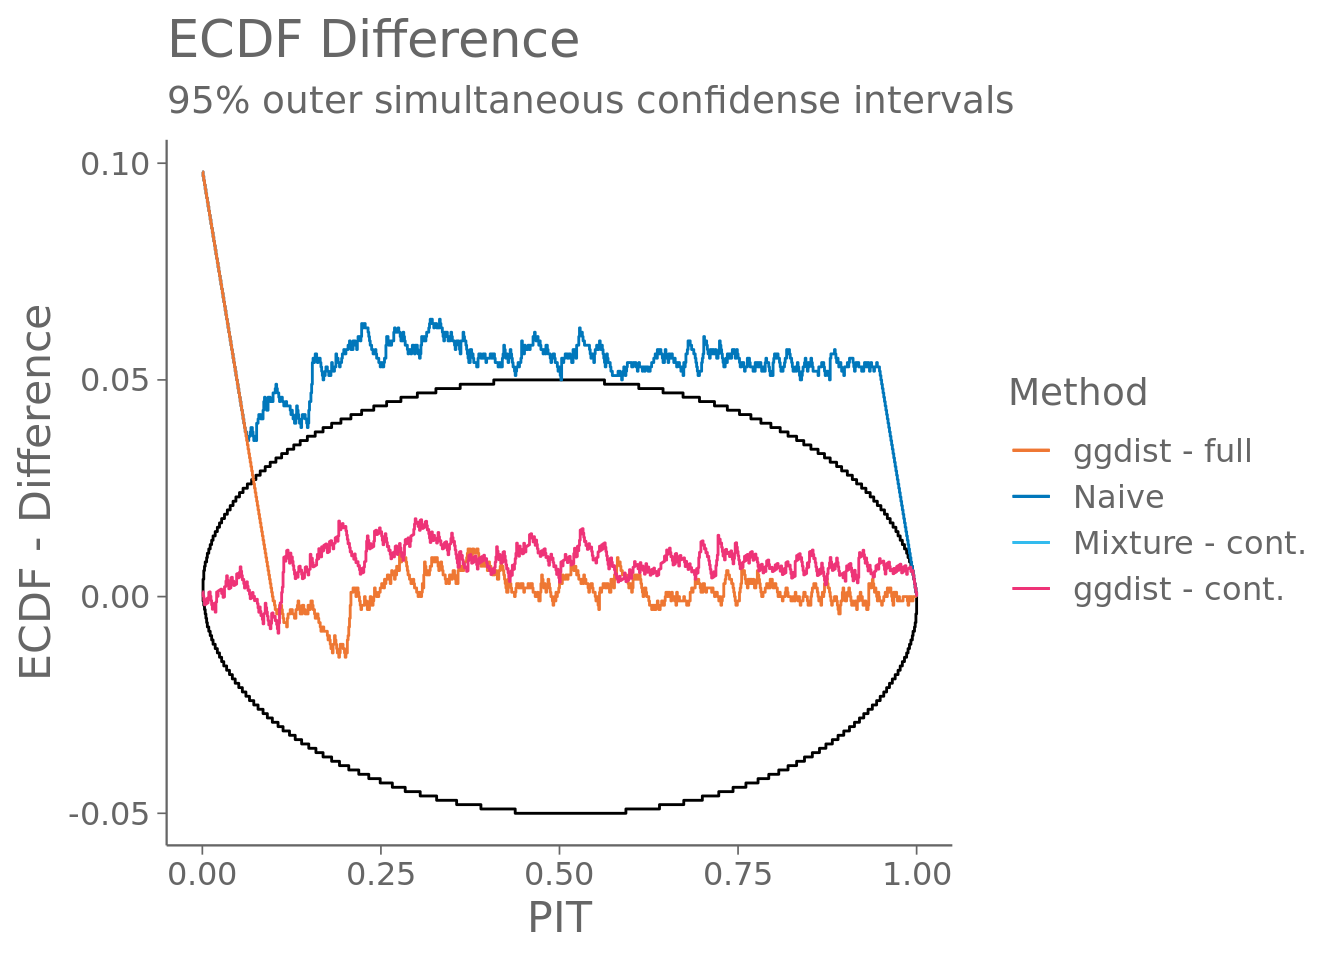 ECDF Difference
95% outer simultaneous confidense intervals
ECDF - Difference
0.10
0.05
0.00
-0.05
0.00 0.25 0.50 0.75 1.00
PIT
Method
ggdist - full
Naive
Mixture - cont.
ggdist - cont.